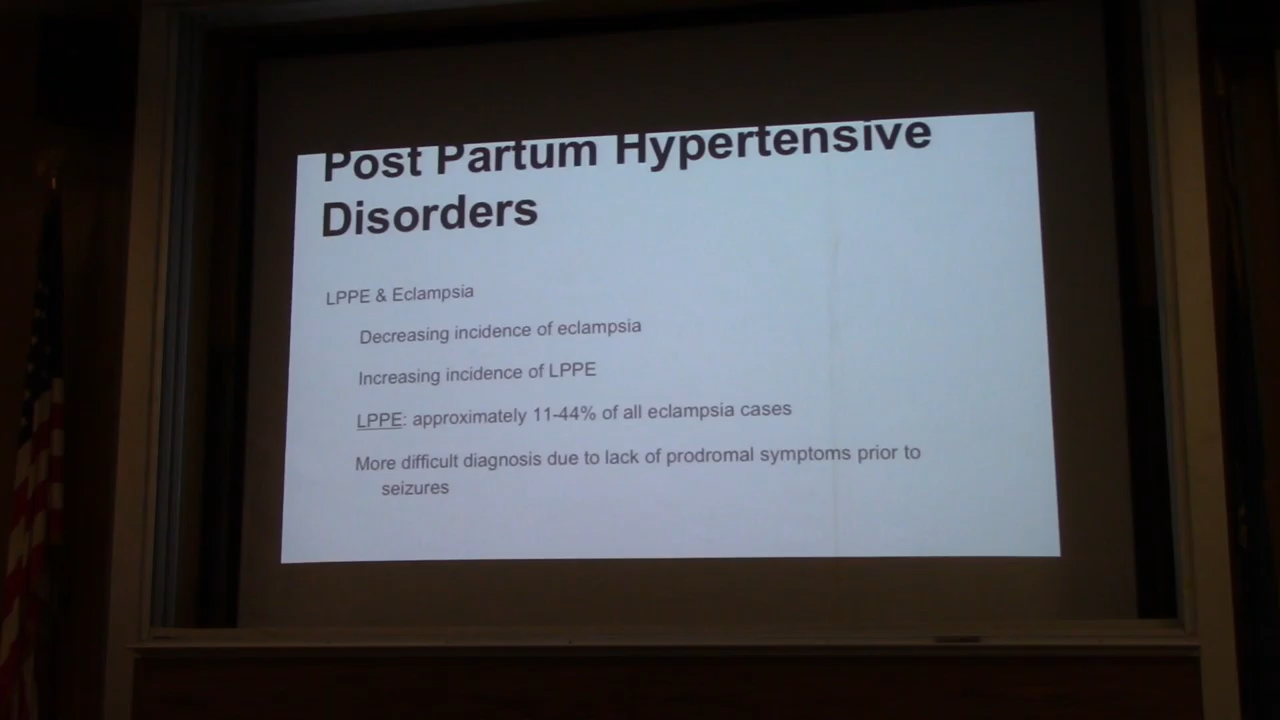 Post Partum Hypertensive
Disorders
LPPE & Eclampsia
Decreasing incidence of eclampsia
Increasing incidence of LPPE
LPPE: approximately 11-44% of all eclampsia cases
More difficult diagnosis due to lack of prodromal symptoms prior to
seizures